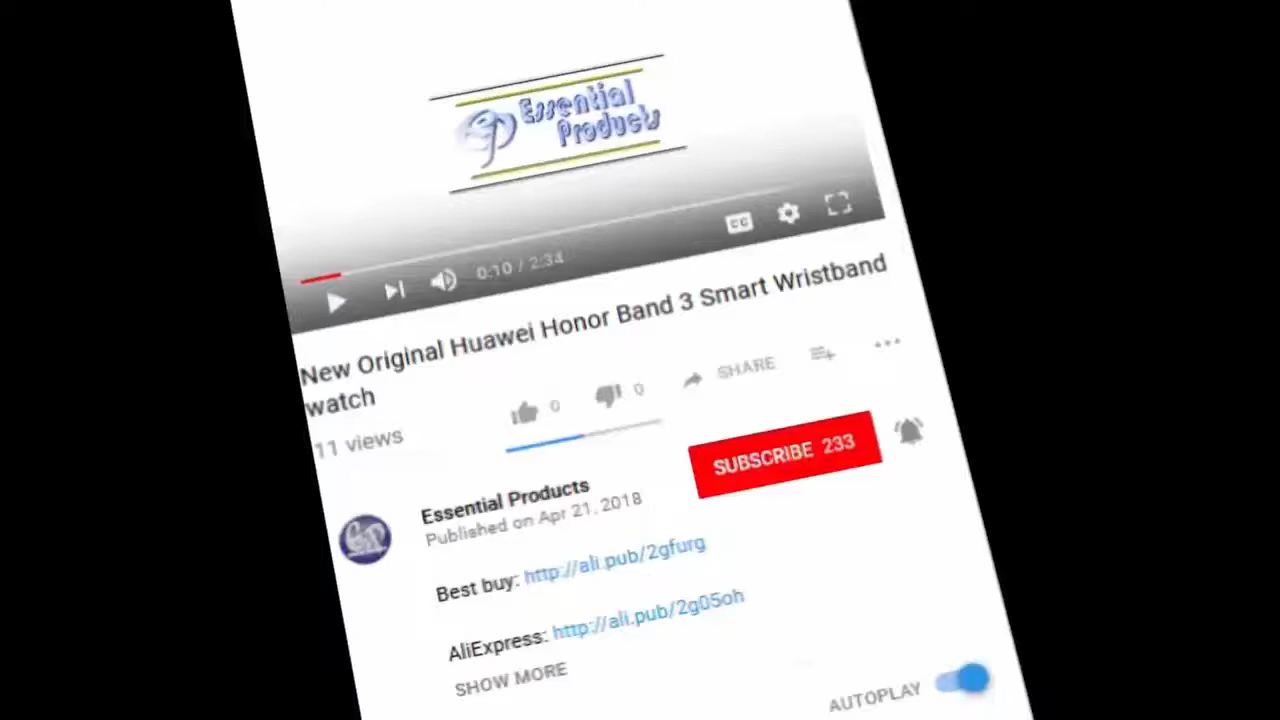 Essential
Products
CC
0:10 / 2:34
New Original Huawei Honor Band 3 Smart Wristband
watch
11 views
0
0
SHARE
SUBSCRIBE 233
Essential Products
Published on Apr 21, 2018
Best buy: http://ali.pub/2gfurg
AliExpress: http://ali.pub/2g05oh
SHOW MORE
AUTOPLAY